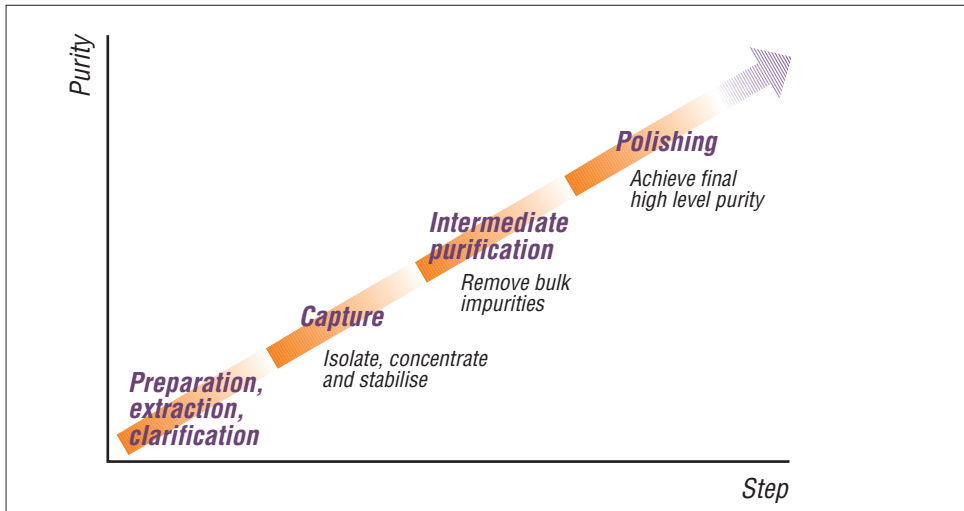 Purity
Polishing
Achieve final
high level purity
Intermediate
purification
Remove bulk
impurities
Capture
Isolate, concentrate
and stabilise
Preparation,
extraction,
clarification
Step